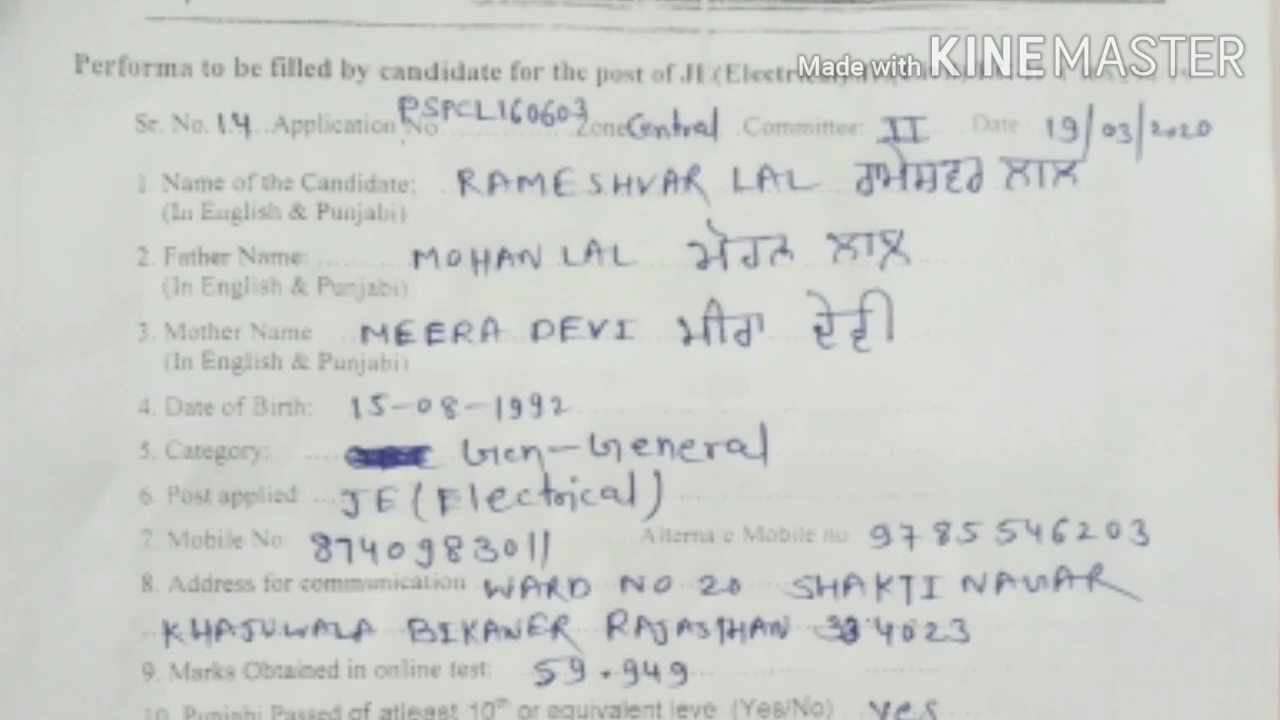 Made with KINEMASTER
Performa to be filled by candidate for the post of JE (Electrical)
Sr. No. 14 Application No PSPCL160603 Zone Central Committee: II Date 19/03/2020
1. Name of the Candidate: RAMESHVAR LAL ਰਾਮੇਸ਼ਵਰ ਲਾਲ
(In English & Punjabi)
2. Father Name: MOHAN LAL ਮੋਹਨ ਲਾਲ
(In English & Punjabi)
3. Mother Name MEERA DEVI ਮੀਰਾ ਦੇਵੀ
(In English & Punjabi)
4. Date of Birth: 15-08-1992
5. Category: Gen-General
6. Post applied JE (Electrical)
7. Mobile No: 8740983011 Alternate Mobile no 9785546203
8. Address for communication WARD NO 20 SHAKTI NAGAR
KHAJUWALA BIKANER RAJASTHAN 334023
9. Marks Obtained in online test: 59.949
10. Punjabi Passed of atleast 10th or equivalent leve (Yes/No) Yes